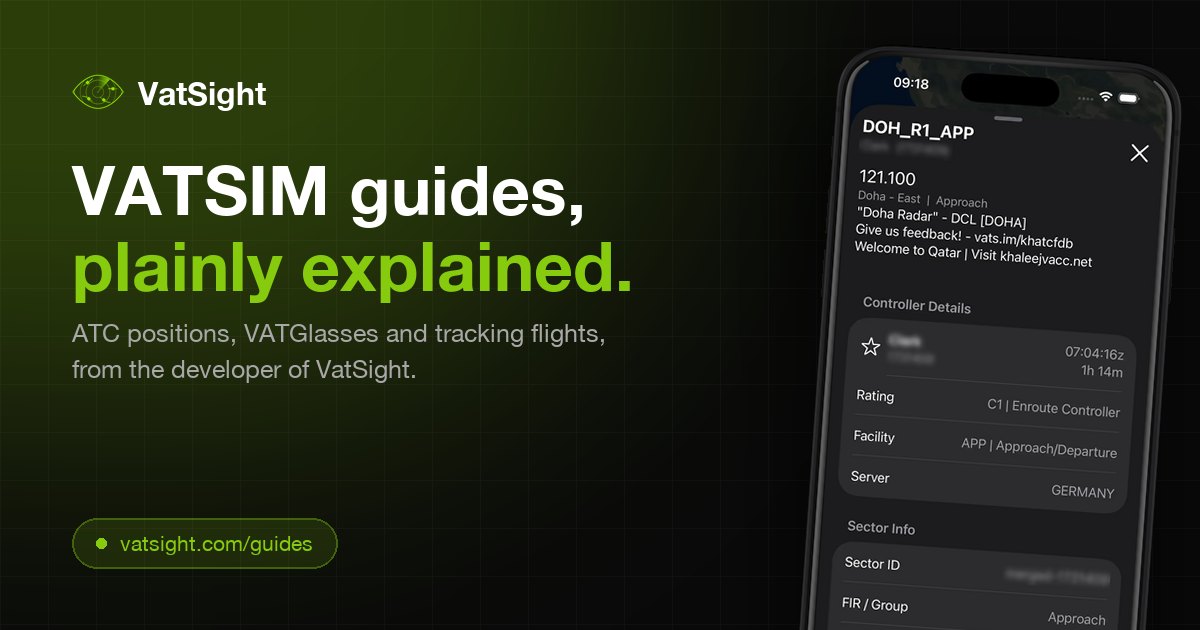 VatSight
VATSIM guides,
plainly explained.
ATC positions, VATGlasses and tracking flights,
from the developer of VatSight.
vatsight.com/guides
09:18
DOH_R1_APP
121.100
Doha - East | Approach
"Doha Radar" - DCL [DOHA]
Give us feedback! - vats.im/khatcfdb
Welcome to Qatar | Visit khaleejvacc.net
Controller Details
07:04:16z
1h 14m
Rating
C1 | Enroute Controller
Facility
APP | Approach/Departure
Server
GERMANY
Sector Info
Sector ID
FIR / Group
Approach